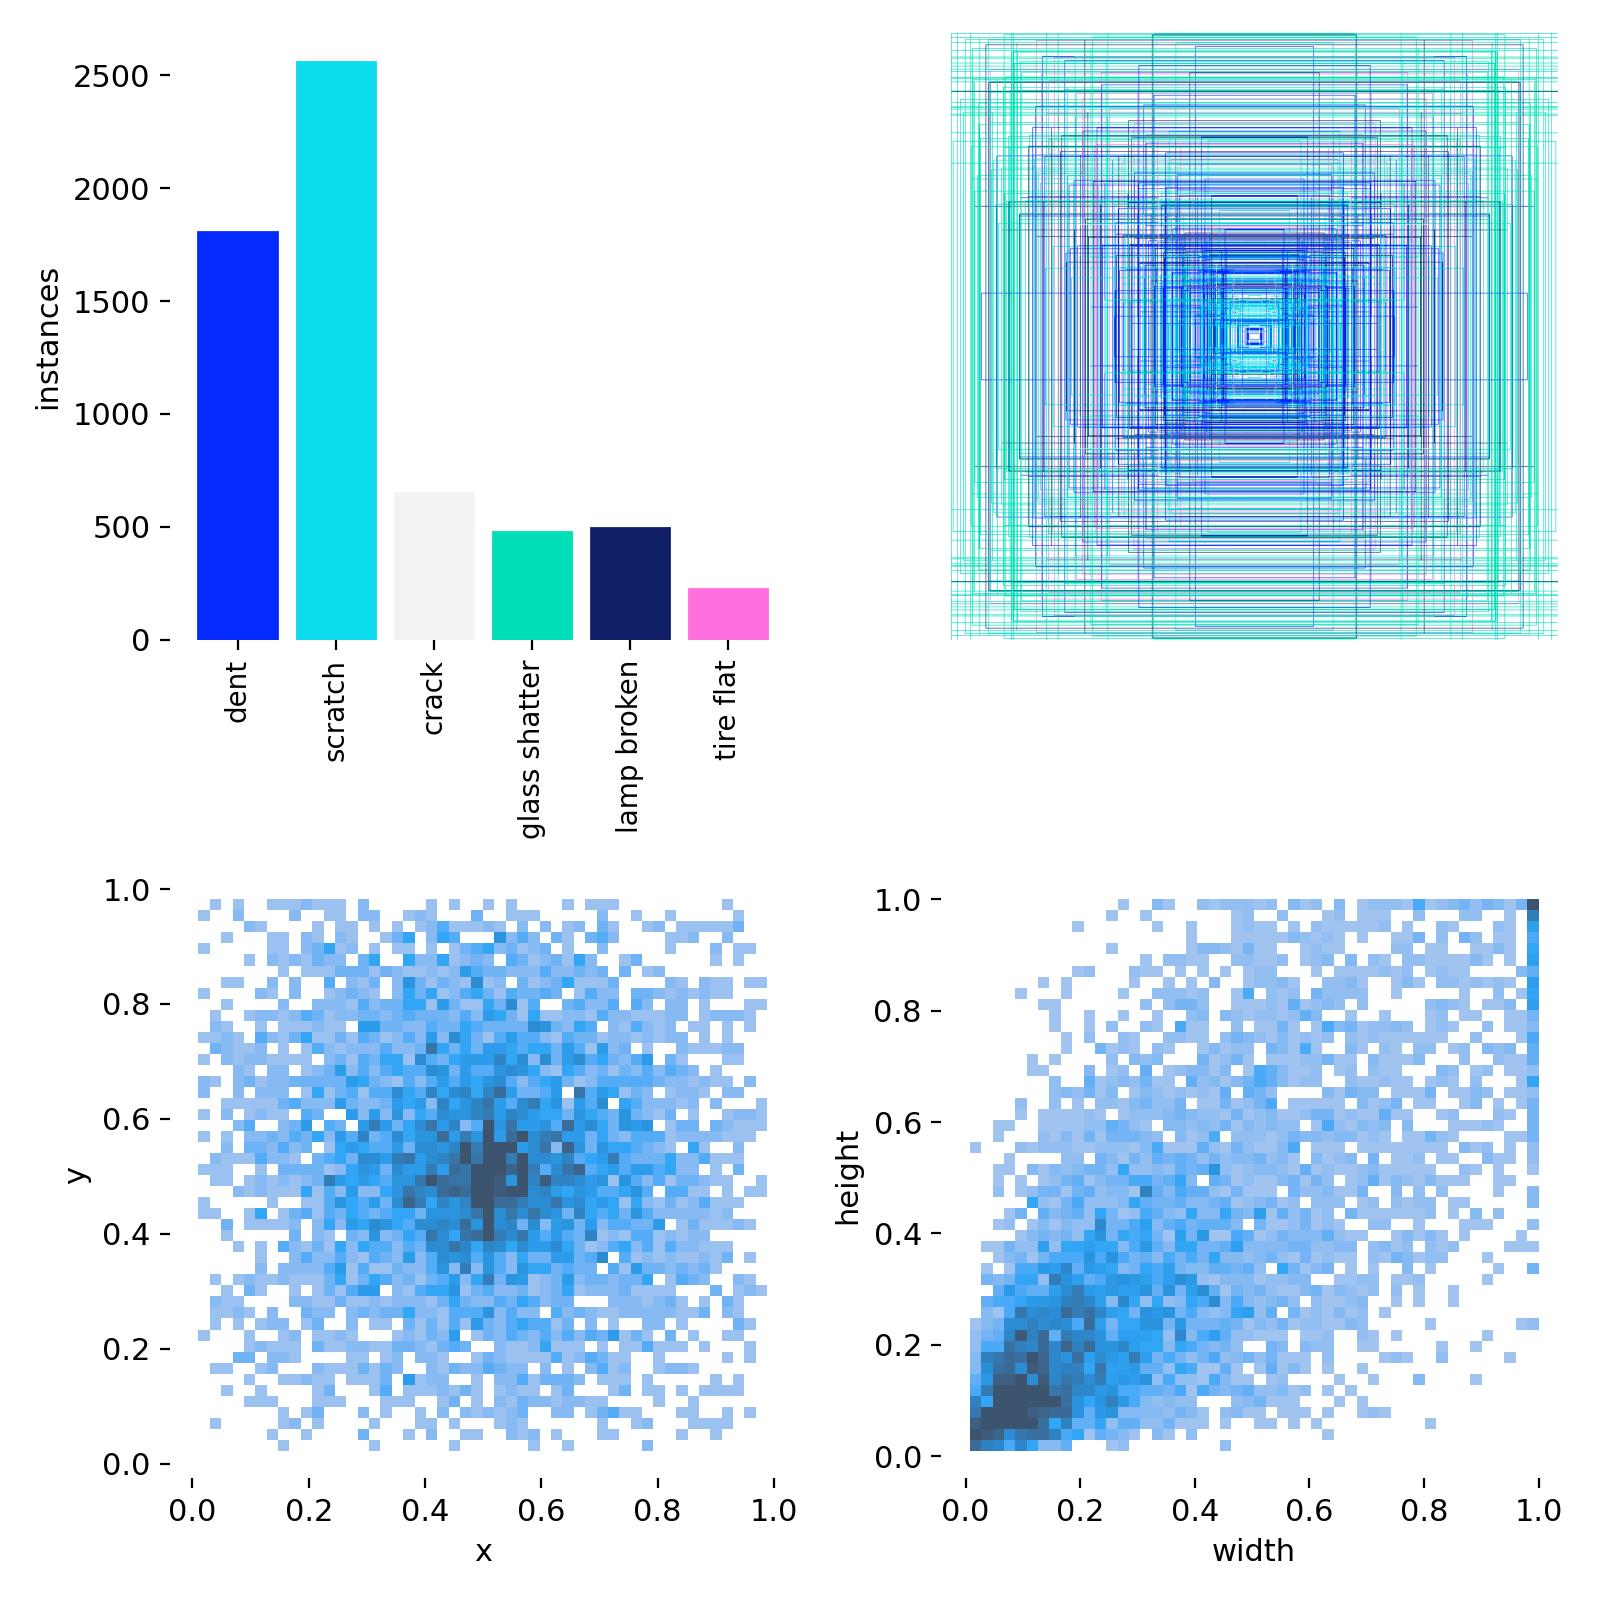 2500
2000
1500
1000
500
0
instances
dent
scratch
crack
glass shatter
lamp broken
tire flat
1.0
0.8
0.6
0.4
0.2
0.0
y
0.0 0.2 0.4 0.6 0.8 1.0
x
1.0
0.8
0.6
0.4
0.2
0.0
height
0.0 0.2 0.4 0.6 0.8 1.0
width